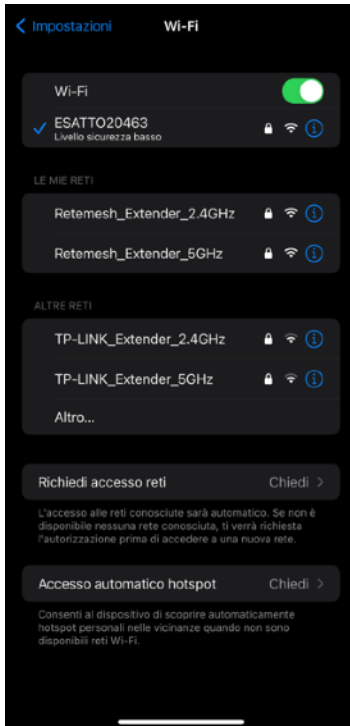 Impostazioni
Wi-Fi
Wi-Fi
ESATTO20463
Livello sicurezza basso
LE MIE RETI
Retemesh_Extender_2.4GHz
Retemesh_Extender_5GHz
ALTRE RETI
TP-LINK_Extender_2.4GHz
TP-LINK_Extender_5GHz
Altro...
Richiedi accesso reti Chiedi
L'accesso alle reti conosciute sarà automatico. Se non è
disponibile nessuna rete conosciuta, ti verrà richiesta
l'autorizzazione prima di accedere a una nuova rete.
Accesso automatico hotspot Chiedi
Consenti al dispositivo di scoprire automaticamente
hotspot personali nelle vicinanze quando non sono
disponibili reti Wi-Fi.